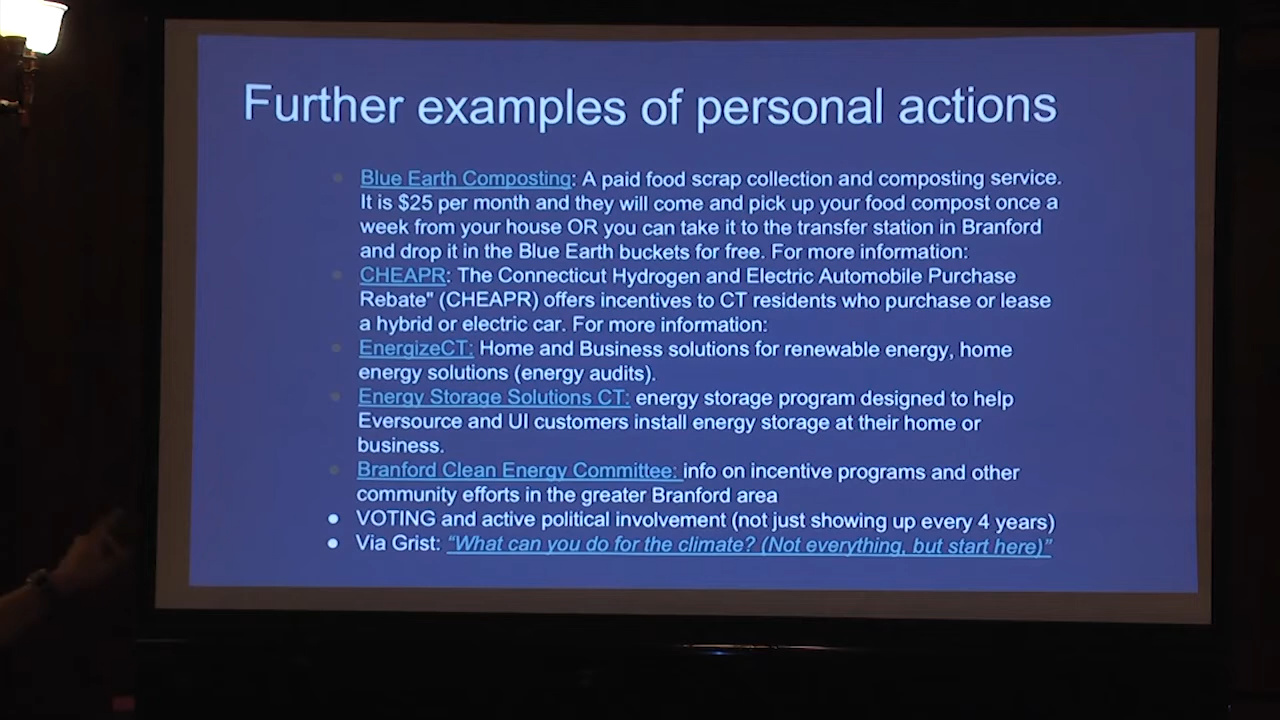 Further examples of personal actions
Blue Earth Composting: A paid food scrap collection and composting service.
It is $25 per month and they will come and pick up your food compost once a
week from your house OR you can take it to the transfer station in Branford
and drop it in the Blue Earth buckets for free. For more information:
CHEAPR: The Connecticut Hydrogen and Electric Automobile Purchase
Rebate" (CHEAPR) offers incentives to CT residents who purchase or lease
a hybrid or electric car. For more information:
EnergizeCT: Home and Business solutions for renewable energy, home
energy solutions (energy audits).
Energy Storage Solutions CT: energy storage program designed to help
Eversource and UI customers install energy storage at their home or
business.
Branford Clean Energy Committee: info on incentive programs and other
community efforts in the greater Branford area
VOTING and active political involvement (not just showing up every 4 years)
Via Grist: “What can you do for the climate? (Not everything, but start here)”